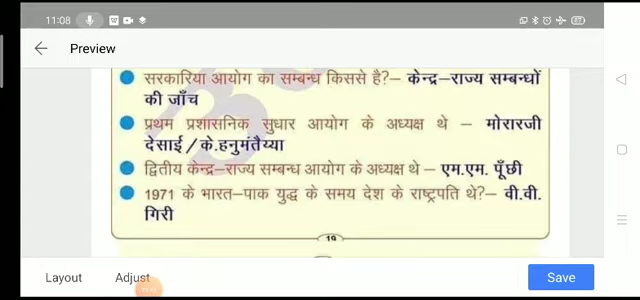 11:08
Preview
सरकारिया आयोग का सम्बन्ध किससे है?– केन्द्र–राज्य सम्बन्धों
की जाँच
प्रथम प्रशासनिक सुधार आयोग के अध्यक्ष थे – मोरारजी
देसाई / के.हनुमंतैय्या
द्वितीय केन्द्र–राज्य सम्बन्ध आयोग के अध्यक्ष थे – एम.एम. पूँछी
1971 के भारत–पाक युद्ध के समय देश के राष्ट्रपति थे?– वी.वी.
गिरी
19
Layout Adjust Save